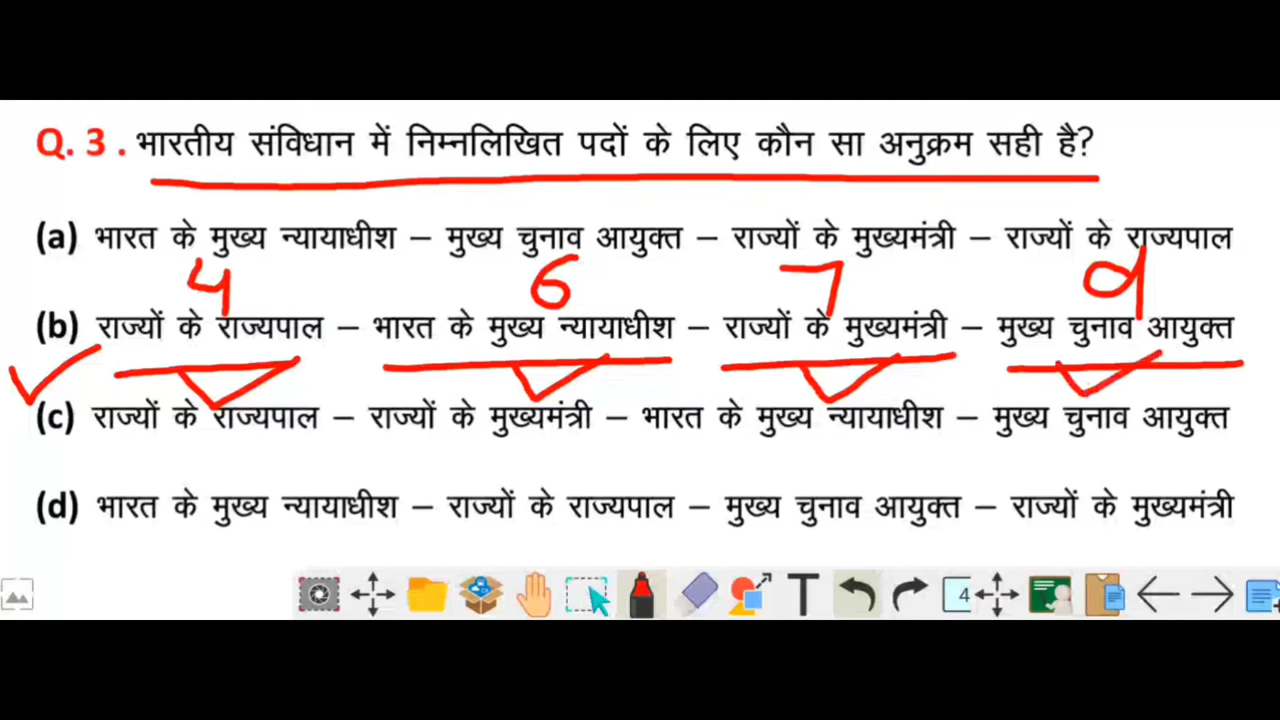 Q. 3 . भारतीय संविधान में निम्नलिखित पदों के लिए कौन सा अनुक्रम सही है?
(a) भारत के मुख्य न्यायाधीश – मुख्य चुनाव आयुक्त – राज्यों के मुख्यमंत्री – राज्यों के राज्यपाल
4 6 7 9
(b) राज्यों के राज्यपाल – भारत के मुख्य न्यायाधीश – राज्यों के मुख्यमंत्री – मुख्य चुनाव आयुक्त
(c) राज्यों के राज्यपाल – राज्यों के मुख्यमंत्री – भारत के मुख्य न्यायाधीश – मुख्य चुनाव आयुक्त
(d) भारत के मुख्य न्यायाधीश – राज्यों के राज्यपाल – मुख्य चुनाव आयुक्त – राज्यों के मुख्यमंत्री
T 4